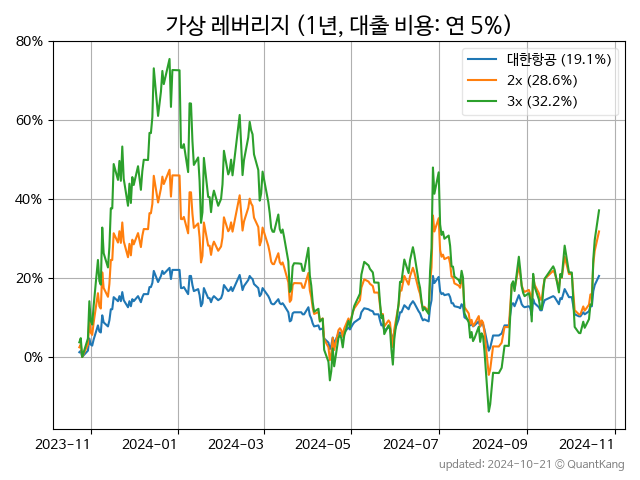 가상 레버리지 (1년, 대출 비용: 연 5%)
대한항공 (19.1%)
2x (28.6%)
3x (32.2%)
80%
60%
40%
20%
0%
2023-11 2024-01 2024-03 2024-05 2024-07 2024-09 2024-11
updated: 2024-10-21 © QuantKang